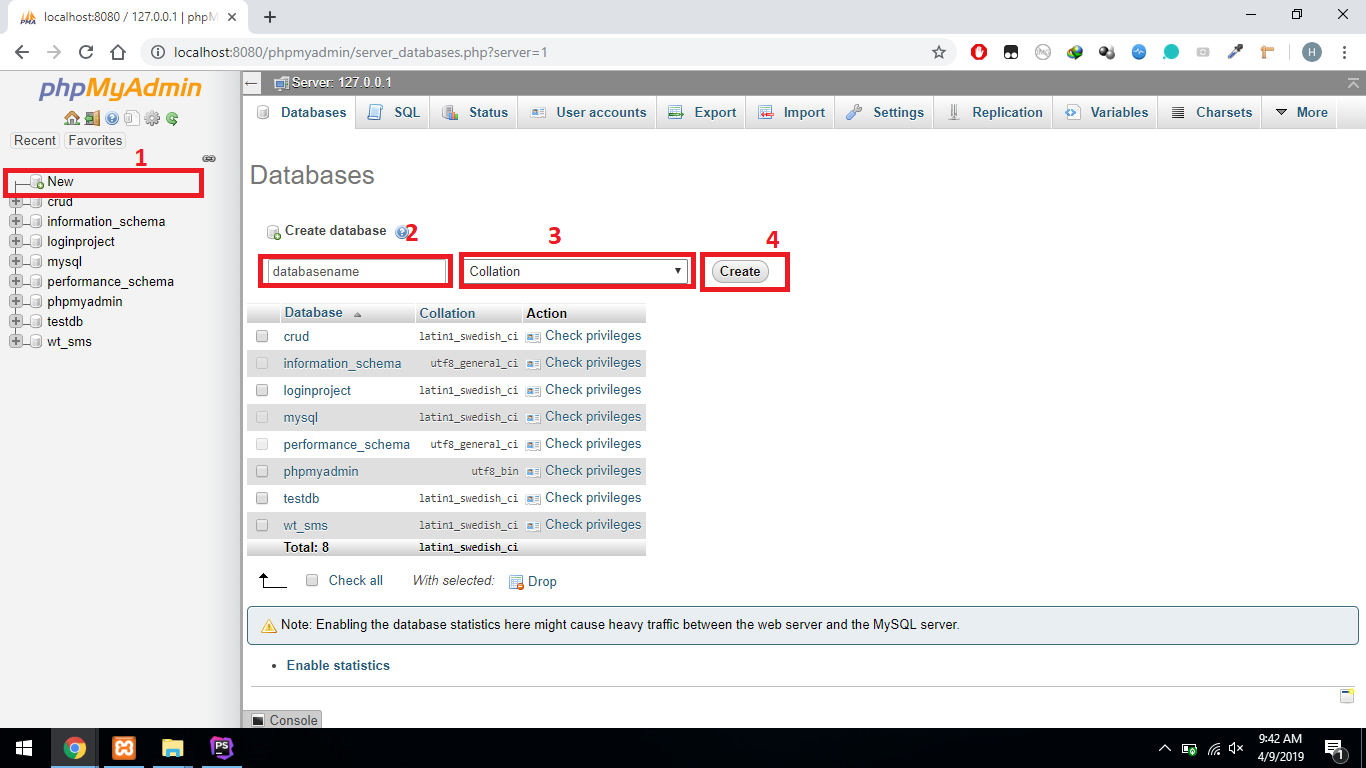 localhost:8080 / 127.0.0.1 | phpM
localhost:8080/phpmyadmin/server_databases.php?server=1
H
phpMyAdmin
Server: 127.0.0.1
Databases SQL Status User accounts Export Import Settings Replication Variables Charsets More
Recent Favorites
1
New
crud
information_schema
loginproject
mysql
performance_schema
phpmyadmin
testdb
wt_sms
Databases
Create database
2 3 4
databasename Collation Create
Database Collation Action
crud latin1_swedish_ci Check privileges
information_schema utf8_general_ci Check privileges
loginproject latin1_swedish_ci Check privileges
mysql latin1_swedish_ci Check privileges
performance_schema utf8_general_ci Check privileges
phpmyadmin utf8_bin Check privileges
testdb latin1_swedish_ci Check privileges
wt_sms latin1_swedish_ci Check privileges
Total: 8 latin1_swedish_ci
Check all With selected: Drop
Note: Enabling the database statistics here might cause heavy traffic between the web server and the MySQL server.
• Enable statistics
Console
PS
9:42 AM
4/9/2019
1